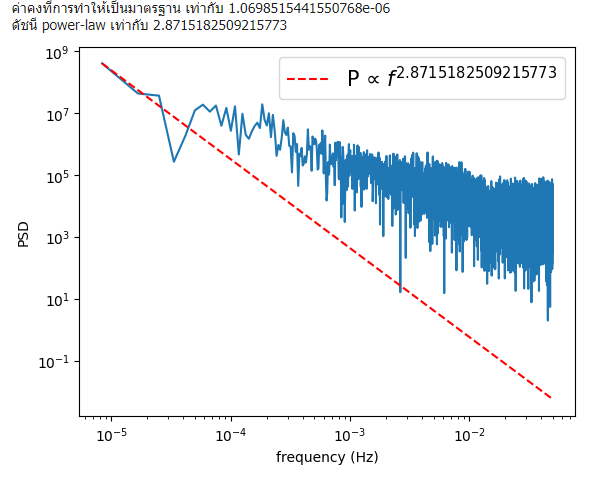 ค่าคงที่การทำให้เป็นมาตรฐาน เท่ากับ 1.0698515441550768e-06
ดัชนี power-law เท่ากับ 2.8715182509215773
10⁹
10⁷
10⁵
10³
10¹
10⁻¹
PSD
P ∝ f^2.8715182509215773
10⁻⁵
10⁻⁴
10⁻³
10⁻²
frequency (Hz)